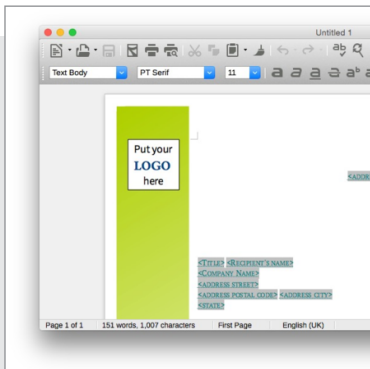 Untitled 1
Text Body PT Serif 11
Put your
LOGO
here
<TITLE> <RECIPIENT'S NAME>
<COMPANY NAME>
<ADDRESS STREET>
<ADDRESS POSTAL CODE> <ADDRESS CITY>
<STATE>
Page 1 of 1 151 words, 1,007 characters First Page English (UK)